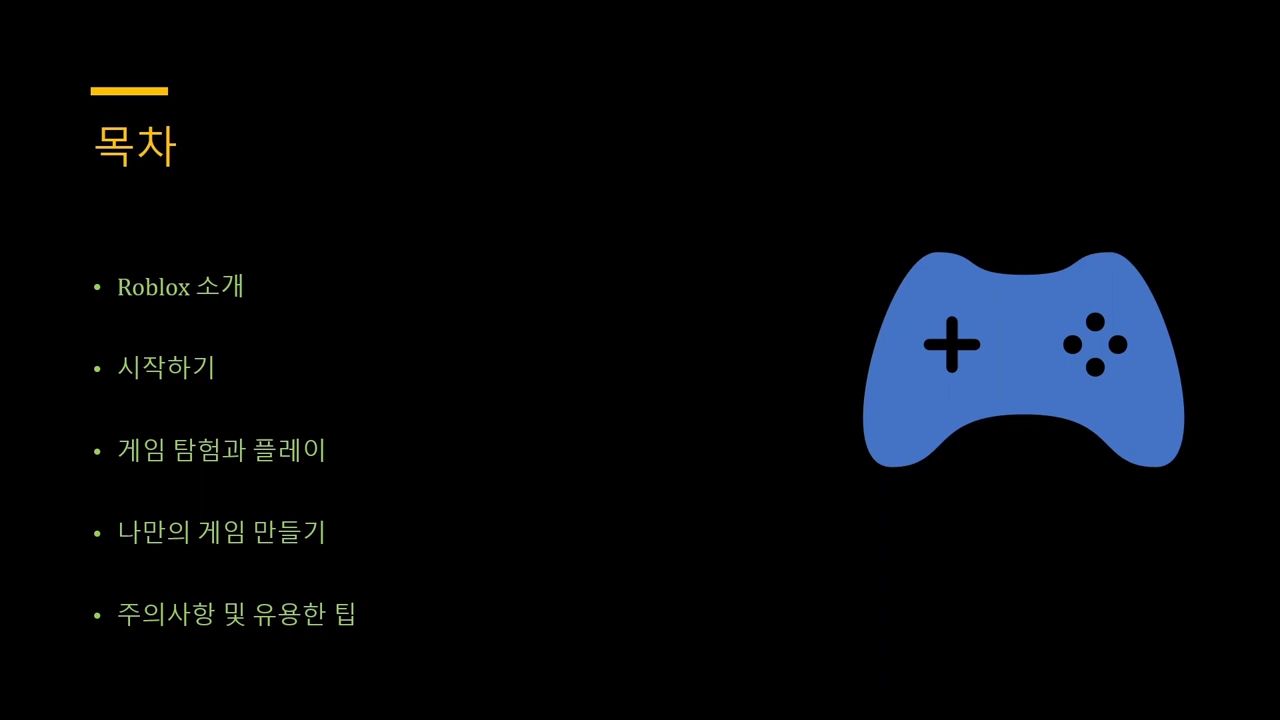 목차
• Roblox 소개
• 시작하기
• 게임 탐험과 플레이
• 나만의 게임 만들기
• 주의사항 및 유용한 팁